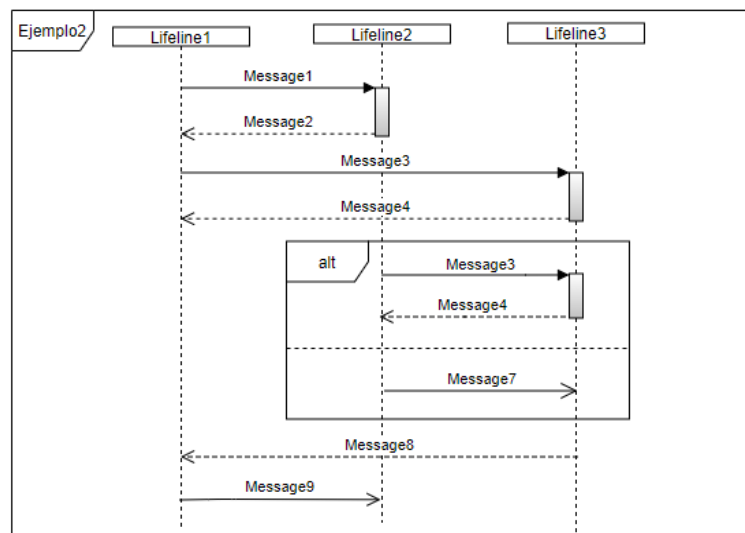 Ejemplo2
Lifeline1
Lifeline2
Lifeline3
Message1
Message2
Message3
Message4
alt
Message3
Message4
Message7
Message8
Message9